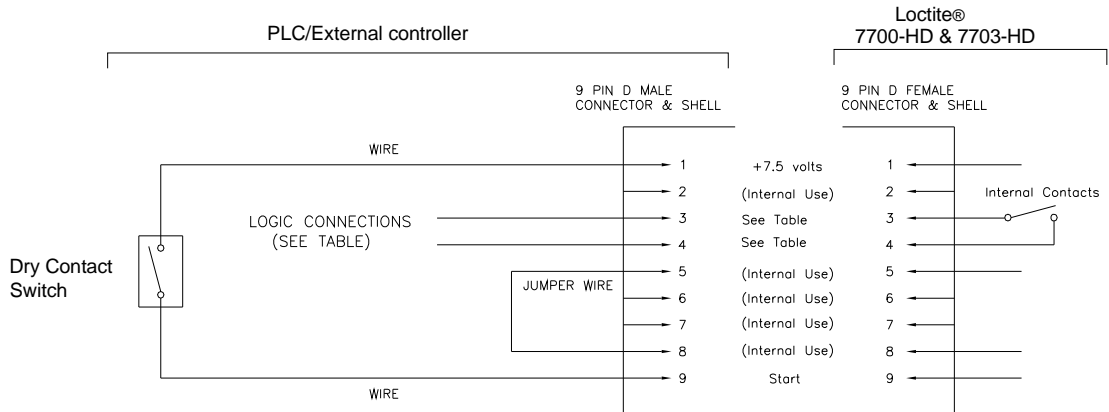 PLC/External controller
Loctite®
7700-HD & 7703-HD
9 PIN D MALE
CONNECTOR & SHELL
9 PIN D FEMALE
CONNECTOR & SHELL
WIRE
1 +7.5 volts 1
2 (Internal Use) 2
Internal Contacts
LOGIC CONNECTIONS
(SEE TABLE)
3 See Table 3
4 See Table 4
Dry Contact
Switch
JUMPER WIRE
5 (Internal Use) 5
6 (Internal Use) 6
7 (Internal Use) 7
8 (Internal Use) 8
9 Start 9
WIRE